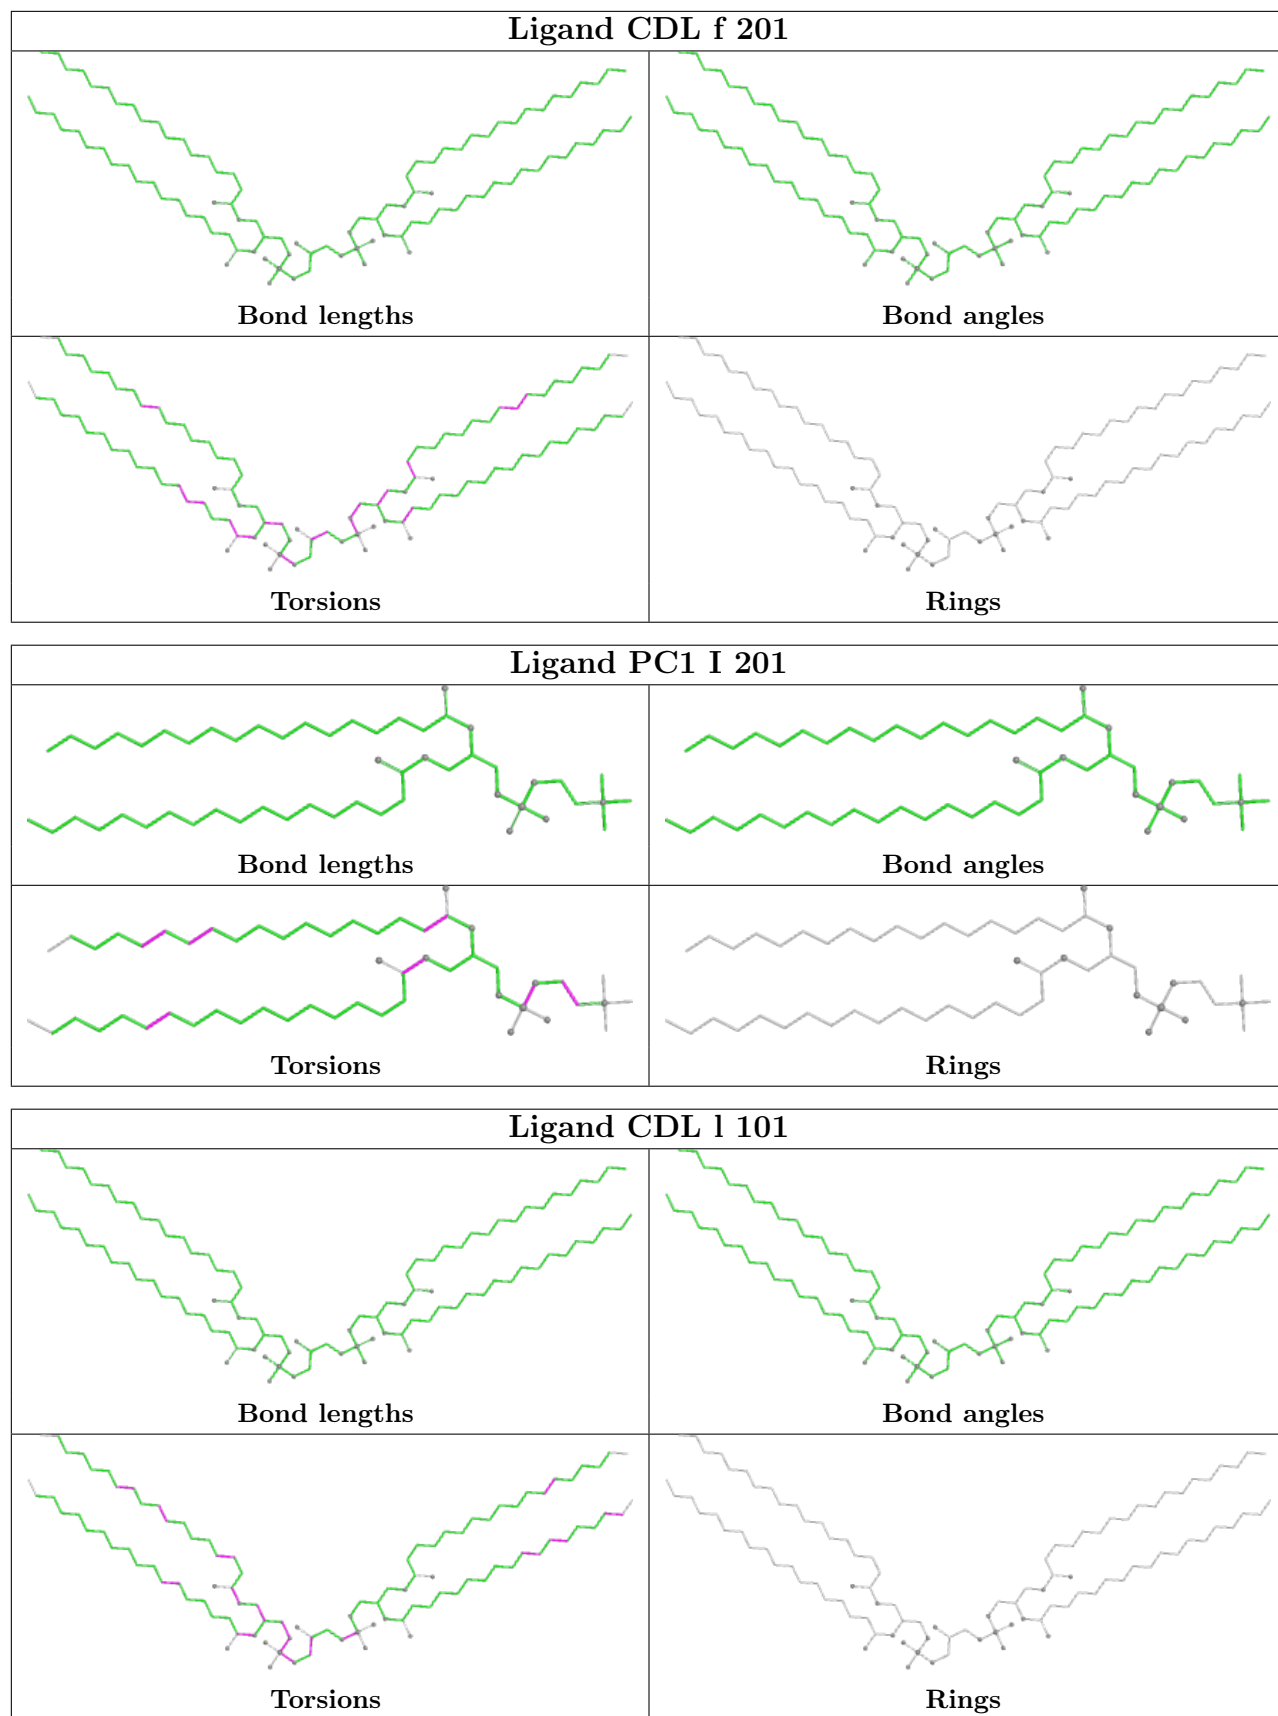 Ligand CDL f 201
Bond lengths
Bond angles
Torsions
Rings
Ligand PC1 I 201
Bond lengths
Bond angles
Torsions
Rings
Ligand CDL l 101
Bond lengths
Bond angles
Torsions
Rings